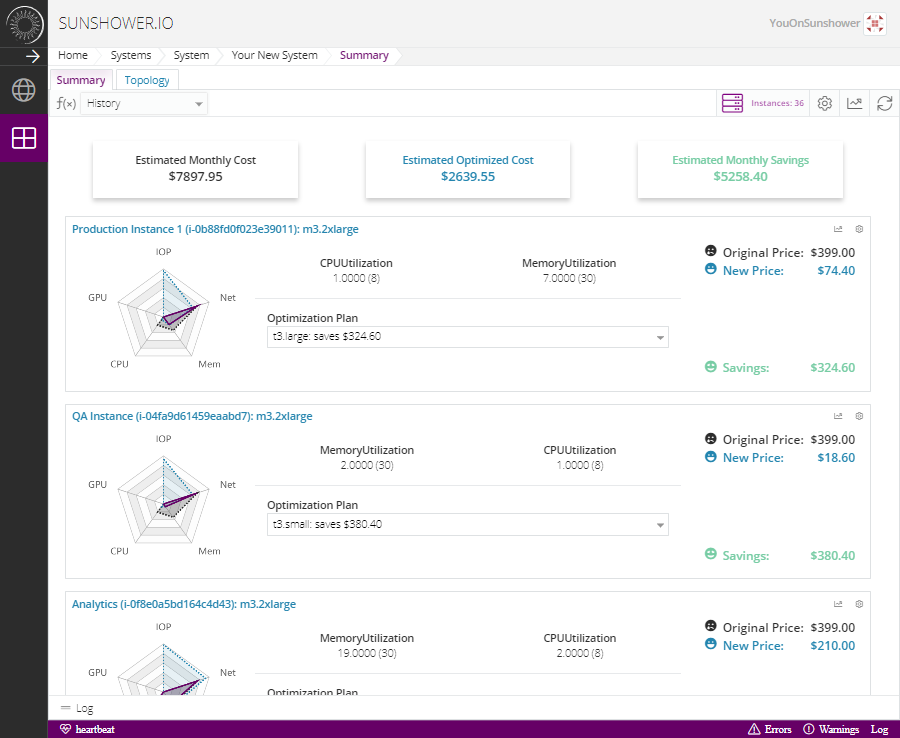 SUNSHOWER.IO
YouOnSunshower
Home Systems System Your New System Summary
Summary Topology
f(x) History Instances: 36
Estimated Monthly Cost
$7897.95
Estimated Optimized Cost
$2639.55
Estimated Monthly Savings
$5258.40
Production Instance 1 (i-0b88fd0f023e39011): m3.2xlarge
IOP
GPU
Net
CPU
Mem
CPUUtilization
1.0000 (8)
MemoryUtilization
7.0000 (30)
Optimization Plan
t3.large: saves $324.60
Original Price: $399.00
New Price: $74.40
Savings: $324.60
QA Instance (i-04fa9d61459eaabd7): m3.2xlarge
IOP
GPU
Net
CPU
Mem
MemoryUtilization
2.0000 (30)
CPUUtilization
1.0000 (8)
Optimization Plan
t3.small: saves $380.40
Original Price: $399.00
New Price: $18.60
Savings: $380.40
Analytics (i-0f8e0a5bd164c4d43): m3.2xlarge
IOP
GPU
Net
MemoryUtilization
19.0000 (30)
CPUUtilization
2.0000 (8)
Optimization Plan
Original Price: $399.00
New Price: $210.00
Log
heartbeat
Errors Warnings Log